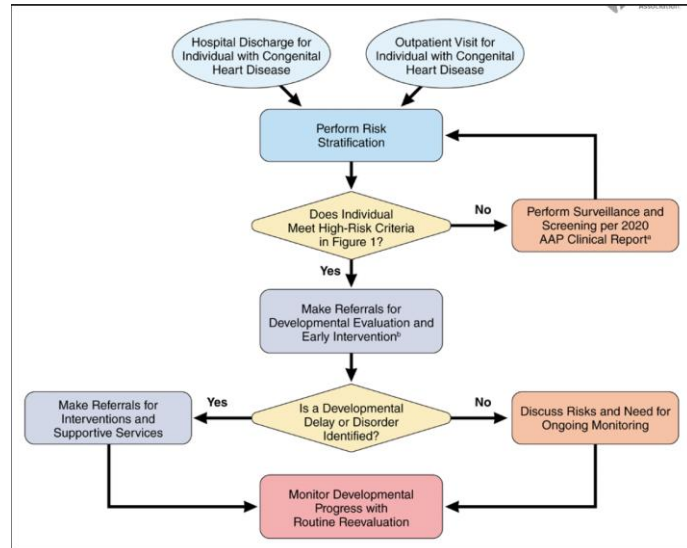 Association
Hospital Discharge for
Individual with Congenital
Heart Disease
Outpatient Visit for
Individual with Congenital
Heart Disease
Perform Risk
Stratification
Does Individual
Meet High-Risk Criteria
in Figure 1?
No
Perform Surveillance and
Screening per 2020
AAP Clinical Reportᵃ
Yes
Make Referrals for
Developmental Evaluation and
Early Interventionᵇ
Make Referrals for
Interventions and
Supportive Services
Yes
Is a Developmental
Delay or Disorder
Identified?
No
Discuss Risks and Need for
Ongoing Monitoring
Monitor Developmental
Progress with
Routine Reevaluation